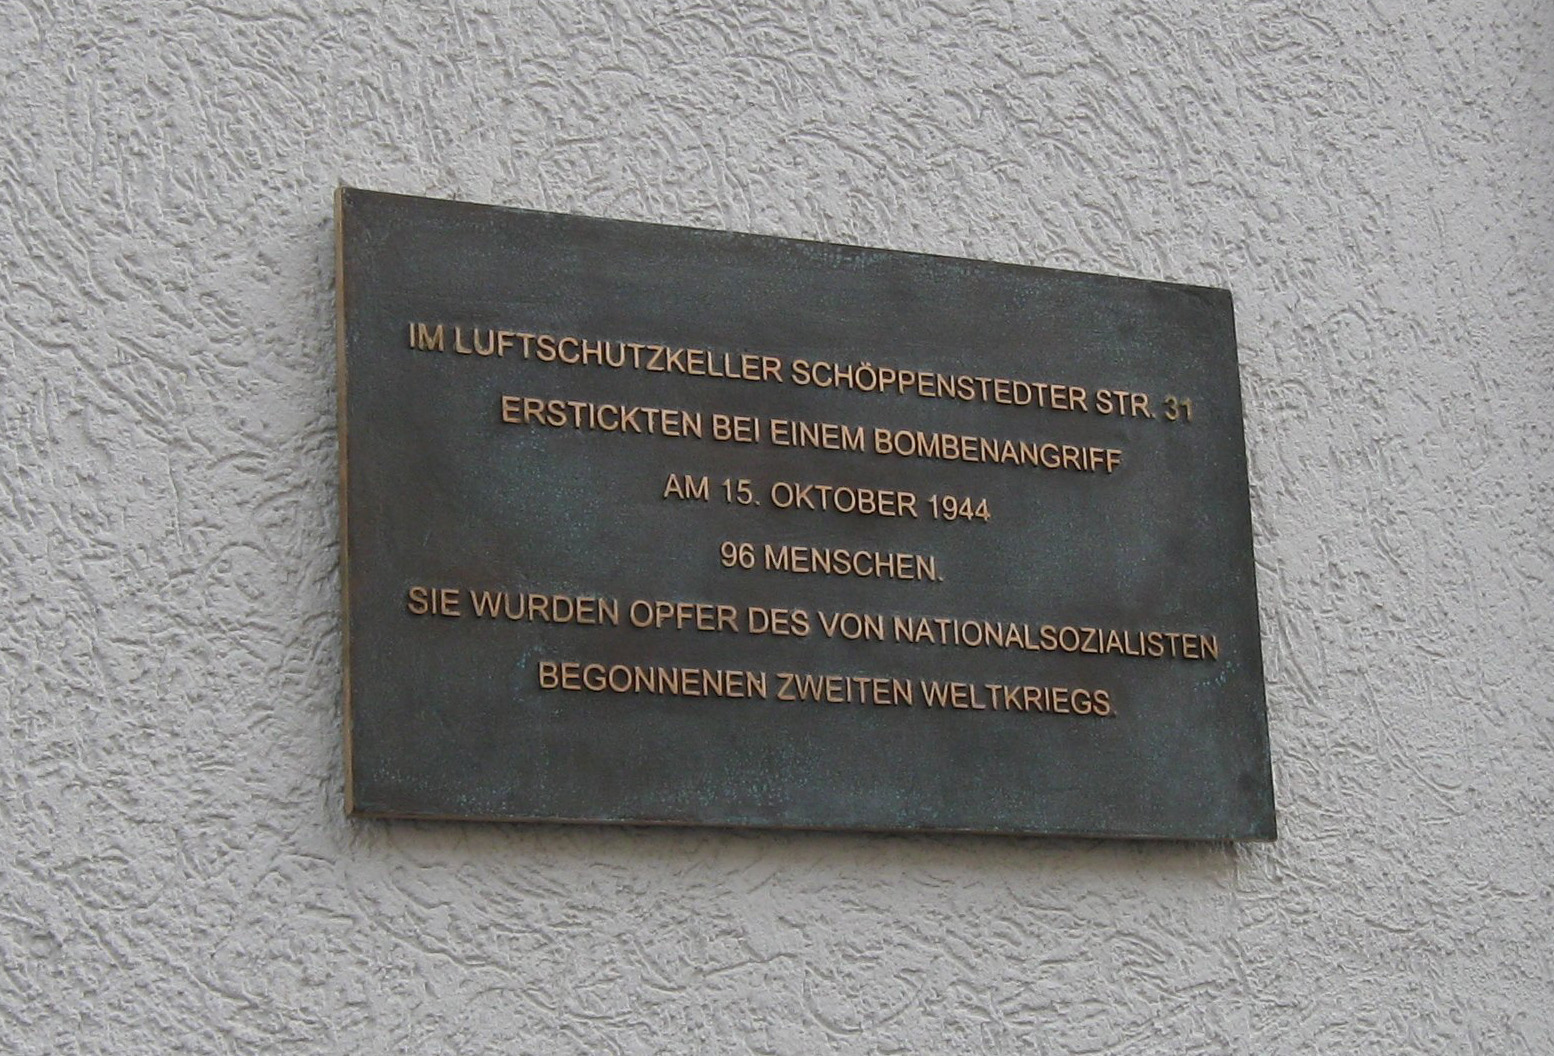 IM LUFTSCHUTZKELLER SCHÖPPENSTEDTER STR. 31
ERSTICKTEN BEI EINEM BOMBENANGRIFF
AM 15. OKTOBER 1944
96 MENSCHEN.
SIE WURDEN OPFER DES VON NATIONALSOZIALISTEN
BEGONNENEN ZWEITEN WELTKRIEGS.